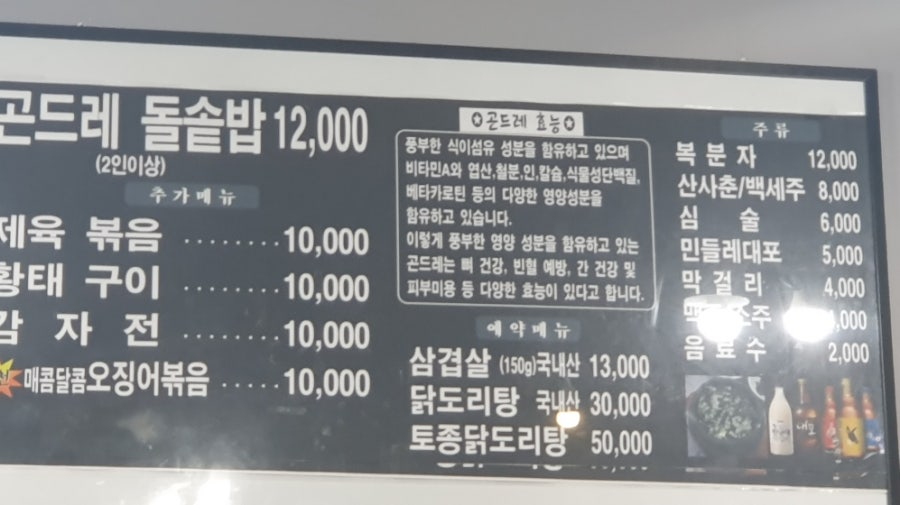 곤드레 돌솥밥 12,000
(2인이상)
추가메뉴
제육 볶음 ........ 10,000
황태 구이 ........ 10,000
감 자 전 ........ 10,000
매콤달콤오징어볶음 ..... 10,000
✪곤드레 효능✪
풍부한 식이섬유 성분을 함유하고 있으며
비타민A와 엽산,철분,인,칼슘,식물성단백질,
베타카로틴 등의 다양한 영양성분을
함유하고 있습니다.
이렇게 풍부한 영양 성분을 함유하고 있는
곤드레는 뼈 건강, 빈혈 예방, 간 건강 및
피부미용 등 다양한 효능이 있다고 합니다.
예약메뉴
삼겹살 (150g)국내산 13,000
닭도리탕 국내산 30,000
토종닭도리탕 50,000
주류
복분자 12,000
산사춘/백세주 8,000
심 술 6,000
민들레대포 5,000
막걸리 4,000
소주 ,000
음료수 2,000